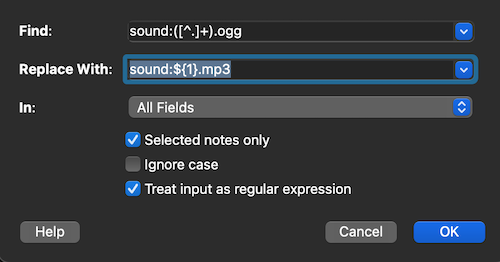 Find: sound:([^.]+).ogg
Replace With: sound:${1}.mp3
In: All Fields
Selected notes only
Ignore case
Treat input as regular expression
Help Cancel OK